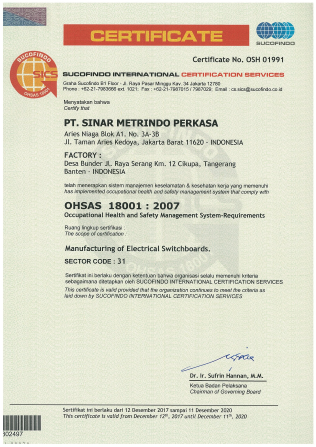 CERTIFICATE
SUCOFINDO
Certificate No. OSH 01991
SUCOFINDO
SICS
OHSAS 18001
SUCOFINDO INTERNATIONAL CERTIFICATION SERVICES
Graha Sucofindo B1 Floor - Jl. Raya Pasar Minggu Kav. 34 Jakarta 12780
Phone : +62-21-7983666 ext. 1021; Fax : +62-21-7987015 / 7987029; Email : cs.sics@sucofindo.co.id
Menyatakan bahwa
Certify that
PT. SINAR METRINDO PERKASA
Aries Niaga Blok A1. No. 3A-3B
Jl. Taman Aries Kedoya, Jakarta Barat 11620 - INDONESIA
FACTORY :
Desa Bunder Jl. Raya Serang Km. 12 Cikupa, Tangerang
Banten - INDONESIA
telah menerapkan sistem manajemen keselamatan & kesehatan kerja yang memenuhi
has implemented occupational health and safety management system that comply with
OHSAS 18001 : 2007
Occupational Health and Safety Management System-Requirements
Ruang lingkup sertifikasi
The scope of certification
Manufacturing of Electrical Switchboards.
SECTOR CODE : 31
Sertifikat ini berlaku dengan ketentuan bahwa organisasi selalu memenuhi kriteria
sebagaimana ditetapkan oleh SUCOFINDO INTERNATIONAL CERTIFICATION SERVICES
This certificate is valid provided that the organization continues to meet the criteria as
laid down by SUCOFINDO INTERNATIONAL CERTIFICATION SERVICES
Dr. Ir. Sufrin Hannan, M.M.
Ketua Badan Pelaksana
Chairman of Governing Board
Sertifikat ini berlaku dari 12 Desember 2017 sampai 11 Desember 2020
This certificate is valid from December 12th, 2017 until December 11th, 2020